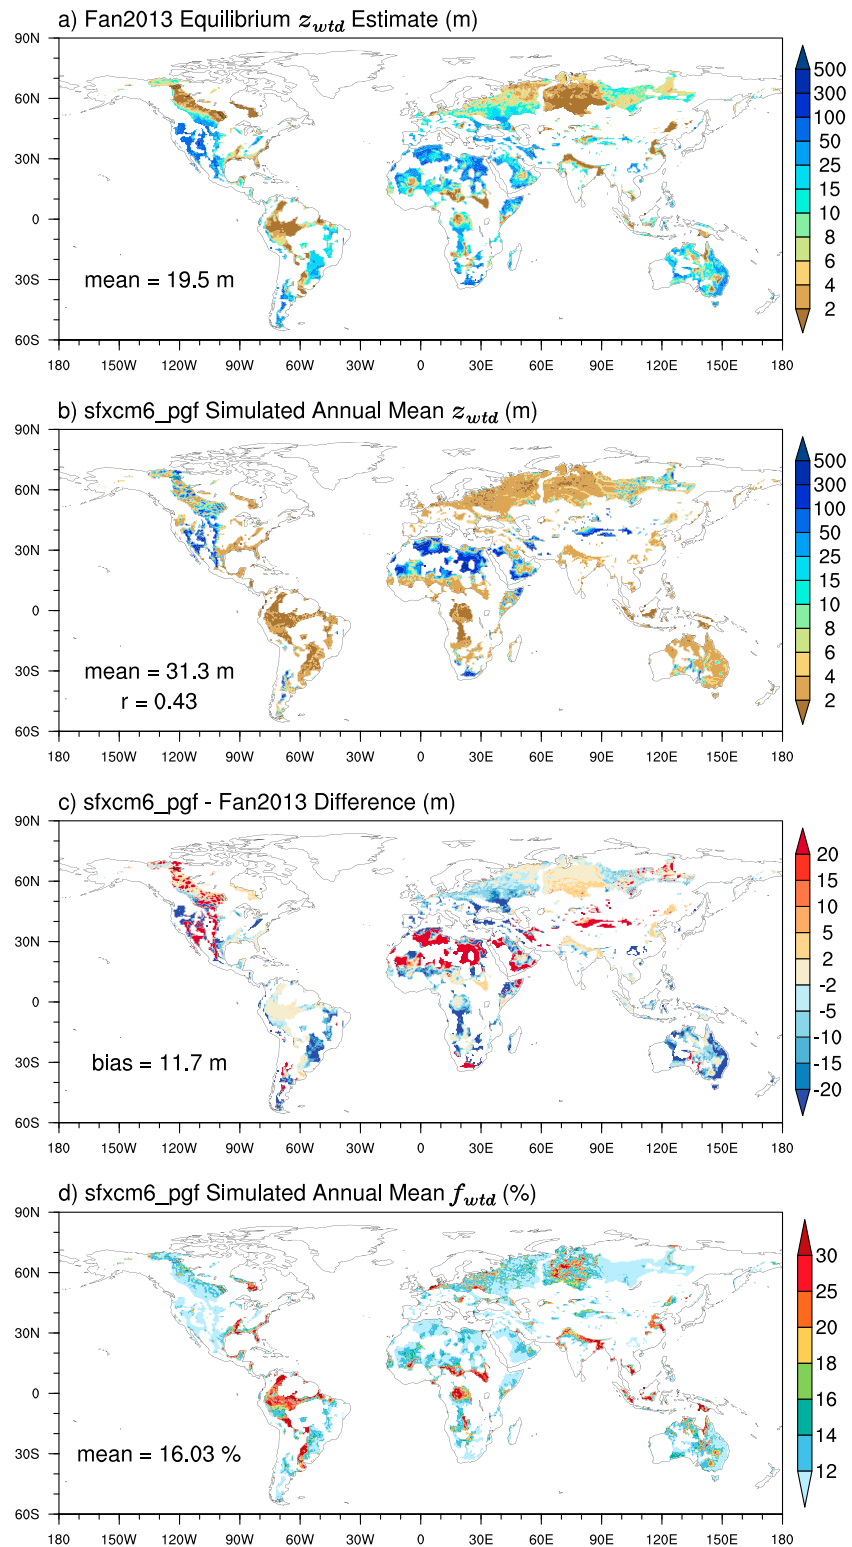 a) Fan2013 Equilibrium z_wtd Estimate (m)
90N
60N
30N
0
30S
60S
180 150W 120W 90W 60W 30W 0 30E 60E 90E 120E 150E 180
mean = 19.5 m
500
300
100
50
25
15
10
8
6
4
2
b) sfxcm6_pgf Simulated Annual Mean z_wtd (m)
90N
60N
30N
0
30S
60S
180 150W 120W 90W 60W 30W 0 30E 60E 90E 120E 150E 180
mean = 31.3 m
r = 0.43
500
300
100
50
25
15
10
8
6
4
2
c) sfxcm6_pgf - Fan2013 Difference (m)
90N
60N
30N
0
30S
60S
180 150W 120W 90W 60W 30W 0 30E 60E 90E 120E 150E 180
bias = 11.7 m
20
15
10
5
2
-2
-5
-10
-15
-20
d) sfxcm6_pgf Simulated Annual Mean f_wtd (%)
90N
60N
30N
0
30S
60S
180 150W 120W 90W 60W 30W 0 30E 60E 90E 120E 150E 180
mean = 16.03 %
30
25
20
18
16
14
12